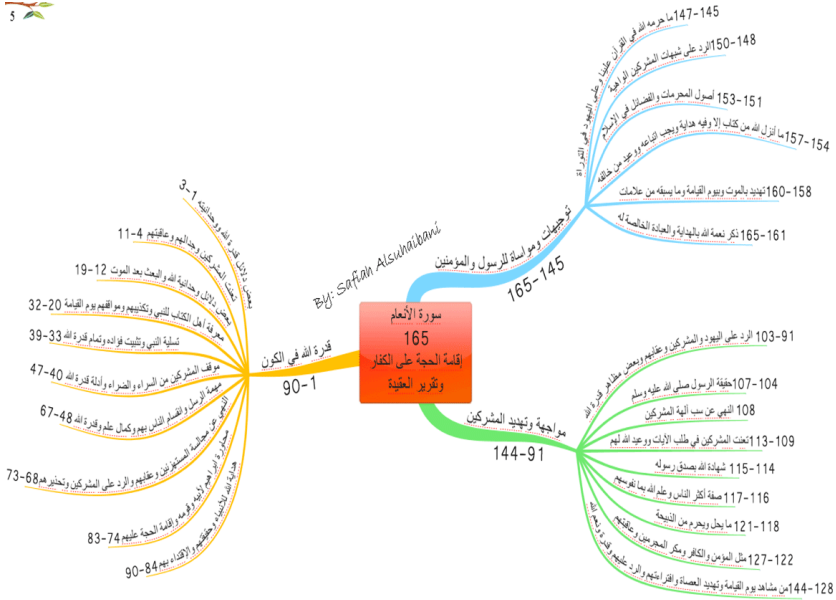 5
سورة الأنعام
165
إقامة الحجة على الكفار
وتقرير العقيدة
By: Safiah Alsuhaibani
قدرة الله في الكون
90-1
بعض دلائل قدرة الله ووحدانيته 1-3
تعنت المشركين وجدالهم وعاقبتهم 4-11
بعض دلائل وحدانية الله والبعث بعد الموت 12-19
معرفة أهل الكتاب للنبي وتكذيبهم ومواقفهم يوم القيامة 20-32
تسلية النبي وتثبيت فؤاده وتمام قدرة الله 33-39
موقف المشركين من السراء والضراء وأدلة قدرة الله 40-47
مهمه الرسل وانقسام الناس بهم وكمال علم وقدرة الله 48-67
النهي عن مجالسة المستهزئين وعقابهم والرد على المشركين وتحذيرهم 68-73
محاورة ابراهيم لأبيه وقومه وإقامة الحجة عليهم 74-83
هداية الله للأنبياء وحقيقتهم والإقتداء بهم 84-90
مواجهة وتهديد المشركين
144-91
103-91 الرد على اليهود والمشركين وعقابهم وبعض مظاهر قدرة الله
107-104 حقيقة الرسول صلى الله عليه وسلم
108 النهي عن سب آلهة المشركين
113-109 تعنت المشركين في طلب الآيات ووعيد الله لهم
115-114 شهادة الله بصدق رسوله
117-116 صفة أكثر الناس وعلم الله بما نفوسهم
121-118 ما يحل ويحرم من الذبيحة
127-122 مثل المؤمن والكافر ومكر المجرمين وعاقبتهم
144-128 من مشاهد يوم القيامة وتهديد العصاة وافتراءتهم والرد عليهم وقدرة ونعم الله
توجيهات ومواساة للرسول والمؤمنين
165-145
147-145 ما حرمه الله في القرآن علينا وعلى اليهود في التوراة
150-148 الرد على شبهات المشركين الواهية
153-151 أصول المحرمات والفضائل في الإسلام
157-154 ما أنزل الله من كتاب إلا وفيه هداية ويجب اتباعه ووعيد من خالفه
160-158 تهديد بالموت وبيوم القيامة وما يسبقه من علامات
165-161 ذكر نعمة الله بالهداية والعبادة الخالصة له